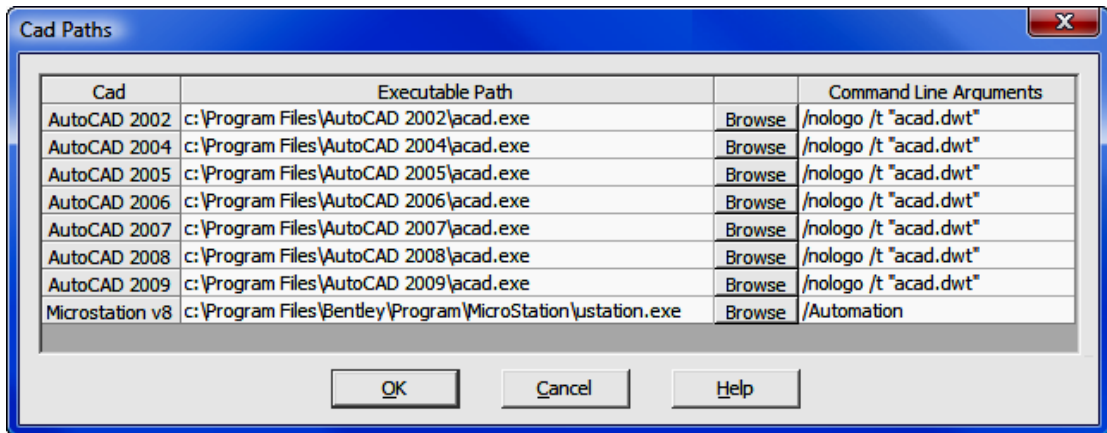 Cad Paths
Cad Executable Path Command Line Arguments
AutoCAD 2002 c:\Program Files\AutoCAD 2002\acad.exe Browse /nologo /t "acad.dwt"
AutoCAD 2004 c:\Program Files\AutoCAD 2004\acad.exe Browse /nologo /t "acad.dwt"
AutoCAD 2005 c:\Program Files\AutoCAD 2005\acad.exe Browse /nologo /t "acad.dwt"
AutoCAD 2006 c:\Program Files\AutoCAD 2006\acad.exe Browse /nologo /t "acad.dwt"
AutoCAD 2007 c:\Program Files\AutoCAD 2007\acad.exe Browse /nologo /t "acad.dwt"
AutoCAD 2008 c:\Program Files\AutoCAD 2008\acad.exe Browse /nologo /t "acad.dwt"
AutoCAD 2009 c:\Program Files\AutoCAD 2009\acad.exe Browse /nologo /t "acad.dwt"
Microstation v8 c:\Program Files\Bentley\Program\MicroStation\ustation.exe Browse /Automation
OK Cancel Help